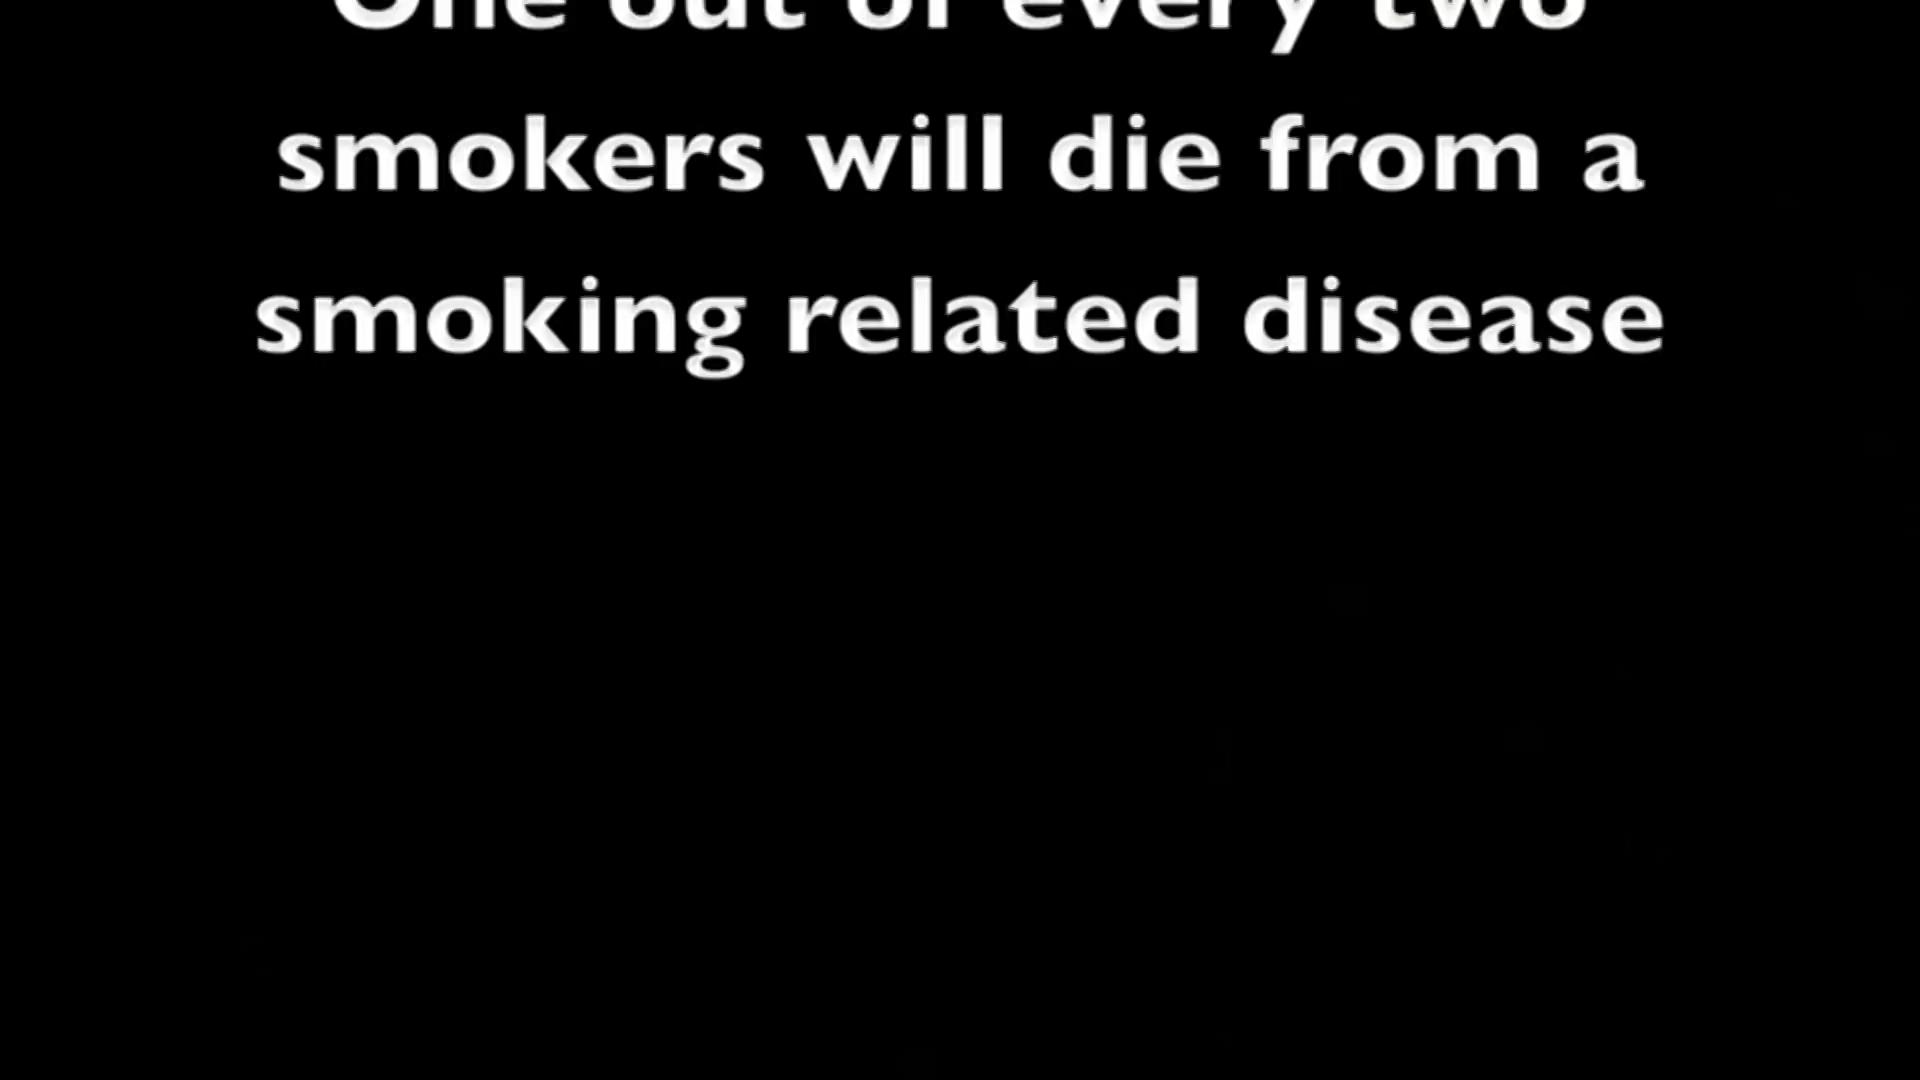 One out of every two
smokers will die from a
smoking related disease